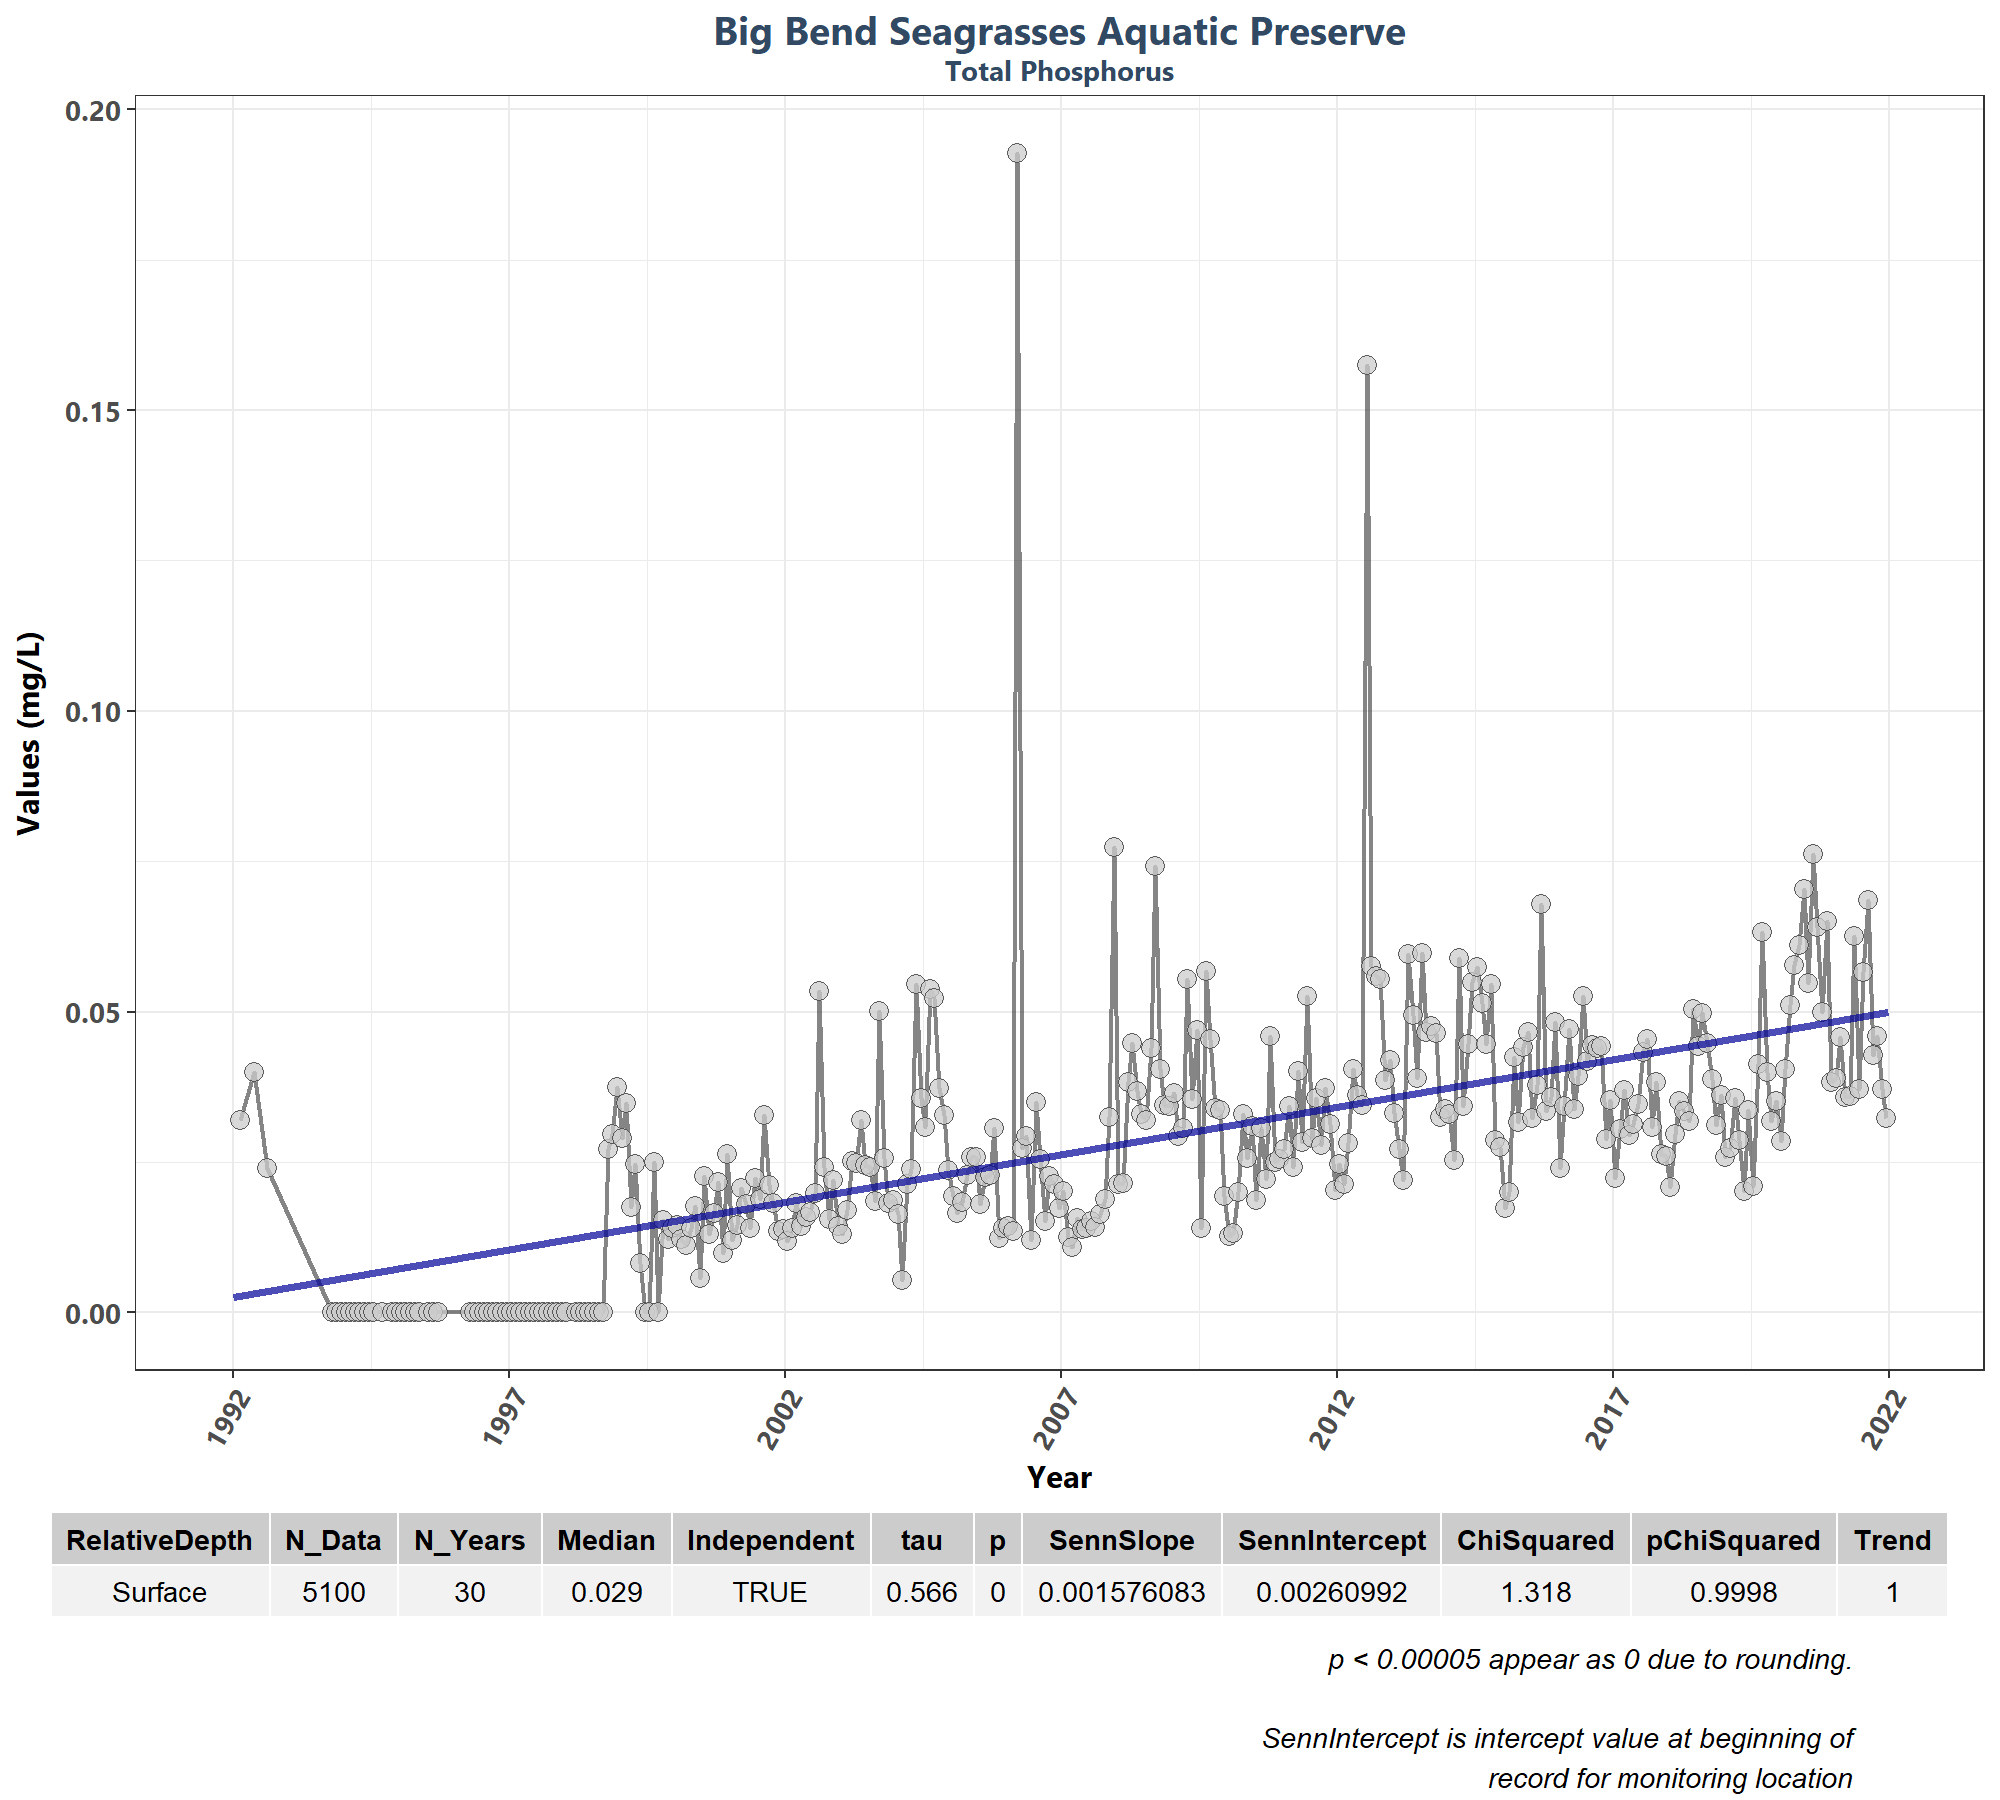 Big Bend Seagrasses Aquatic Preserve
Total Phosphorus
0.20
0.15
0.10
0.05
0.00
Values (mg/L)
1992 1997 2002 2007 2012 2017 2022
Year
RelativeDepth N_Data N_Years Median Independent tau p SennSlope SennIntercept ChiSquared pChiSquared Trend
Surface 5100 30 0.029 TRUE 0.566 0 0.001576083 0.00260992 1.318 0.9998 1
p < 0.00005 appear as 0 due to rounding.
SennIntercept is intercept value at beginning of
record for monitoring location